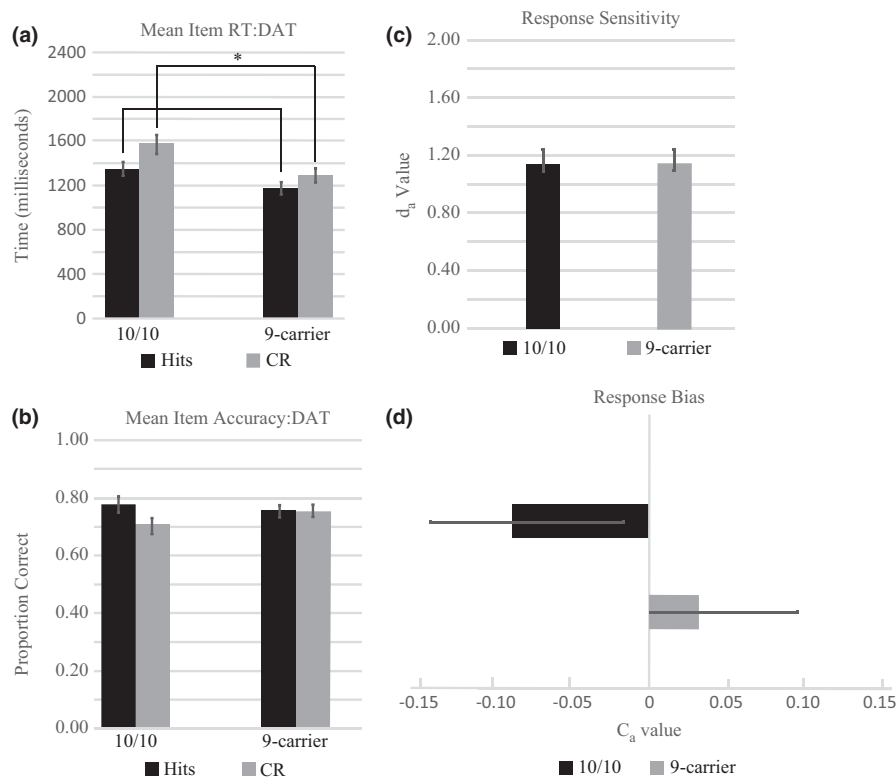 (a)
Mean Item RT:DAT
2400
2000
1600
1200
800
400
0
Time (milliseconds)
*
10/10
9-carrier
Hits
CR
(b)
Mean Item Accuracy:DAT
1.00
0.80
0.60
0.40
0.20
0.00
Proportion Correct
10/10
9-carrier
Hits
CR
(c)
Response Sensitivity
2.00
1.60
1.20
0.80
0.40
0.00
da Value
10/10
9-carrier
(d)
Response Bias
-0.15 -0.10 -0.05 0 0.05 0.10 0.15
Ca value
10/10
9-carrier